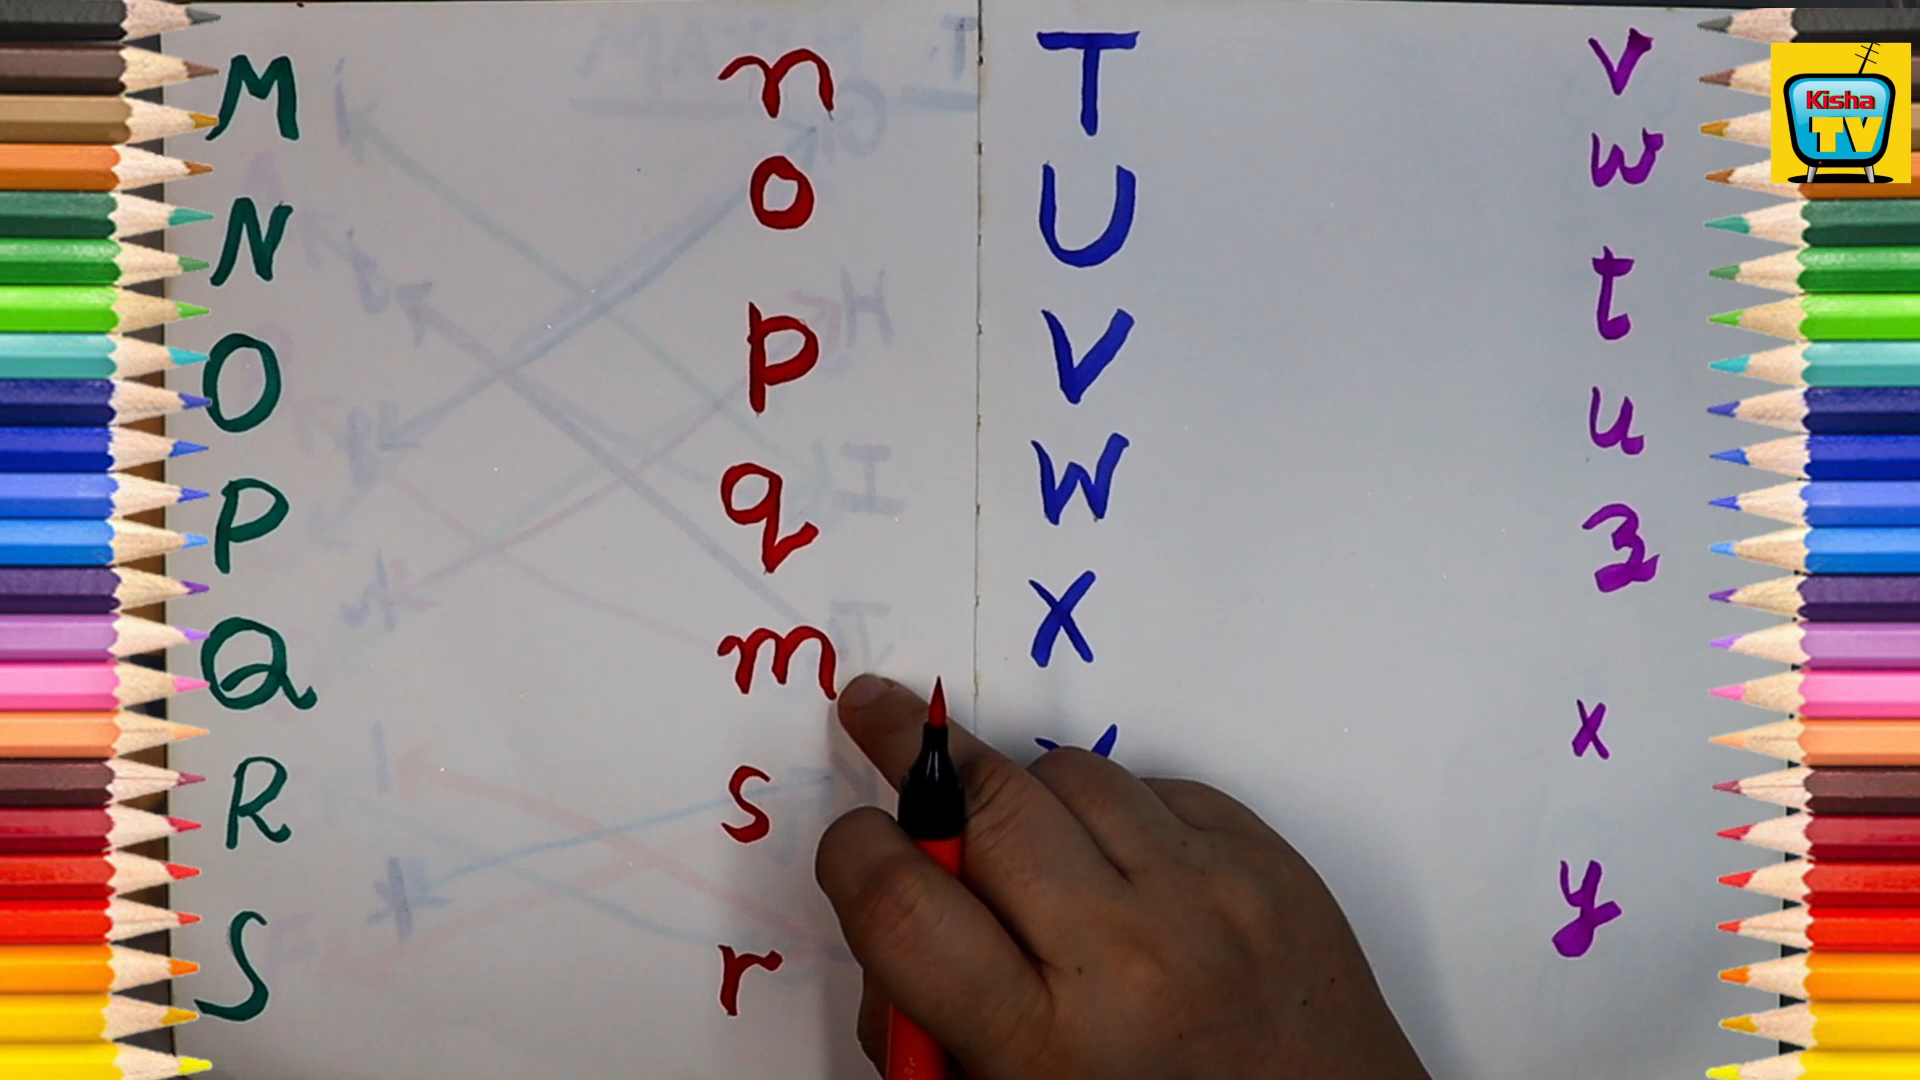 M n T v
N o U w
O p V t
P q W u
Q m X 3
R s x
S r y
Kisha
TV